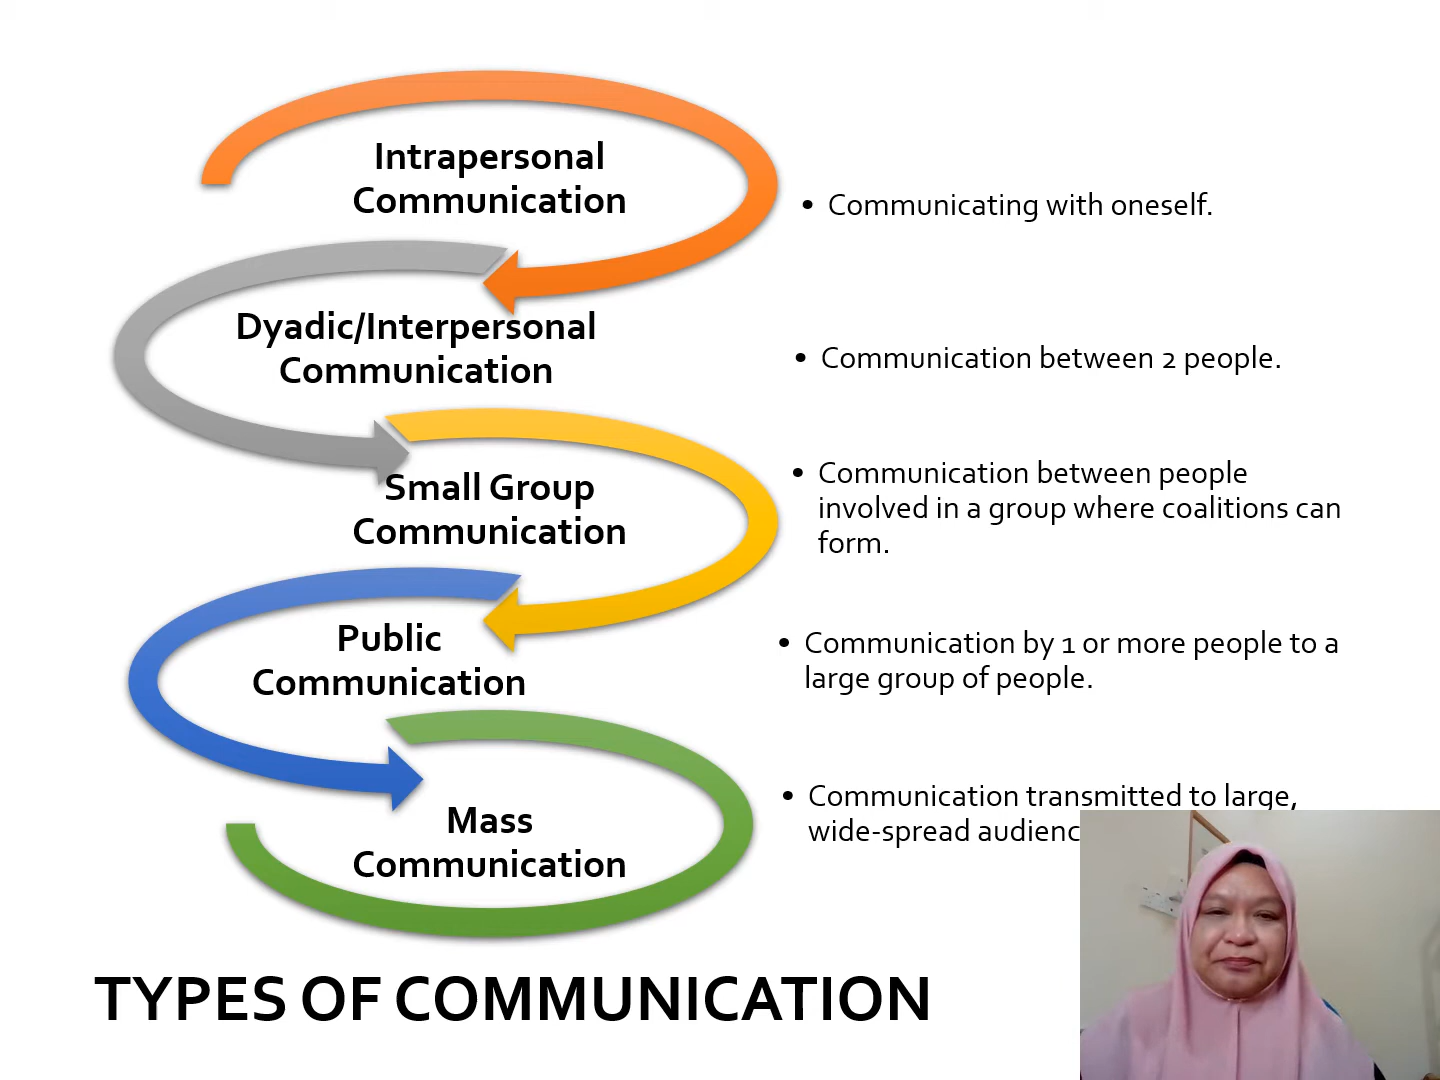 Intrapersonal
Communication
• Communicating with oneself.
Dyadic/Interpersonal
Communication
• Communication between 2 people.
Small Group
Communication
• Communication between people
involved in a group where coalitions can
form.
Public
Communication
• Communication by 1 or more people to a
large group of people.
Mass
Communication
• Communication transmitted to large,
wide-spread
TYPES OF COMMUNICATION